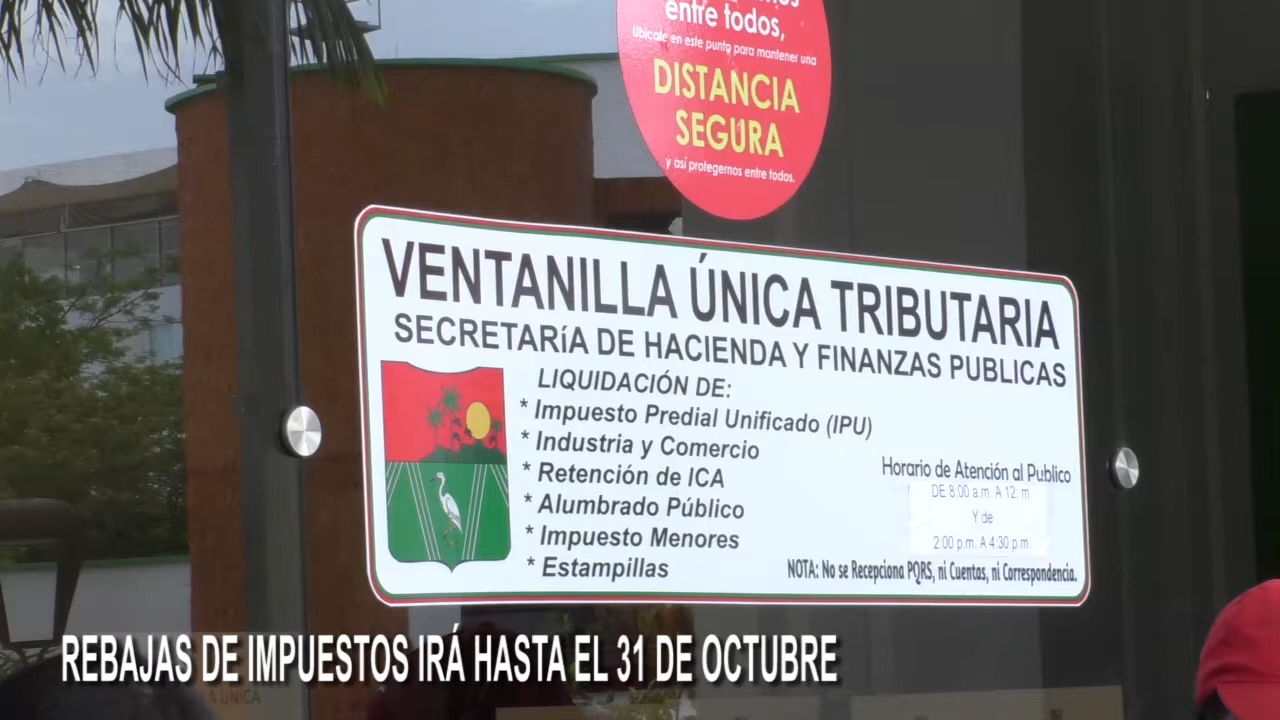 entre todos,
Ubícate en este punto para mantener una
DISTANCIA
SEGURA
y así protegernos entre todos.
VENTANILLA ÚNICA TRIBUTARIA
SECRETARíA DE HACIENDA Y FINANZAS PUBLICAS
LIQUIDACIÓN DE:
* Impuesto Predial Unificado (IPU)
* Industria y Comercio
* Retención de ICA
* Alumbrado Público
* Impuesto Menores
* Estampillas
Horario de Atención al Publico
DE 8:00 a.m. A 12. m
Y de
2:00 p.m. A 4:30 p.m.
NOTA: No se Recepciona PQRS, ni Cuentas, ni Correspondencia.
REBAJAS DE IMPUESTOS IRÁ HASTA EL 31 DE OCTUBRE